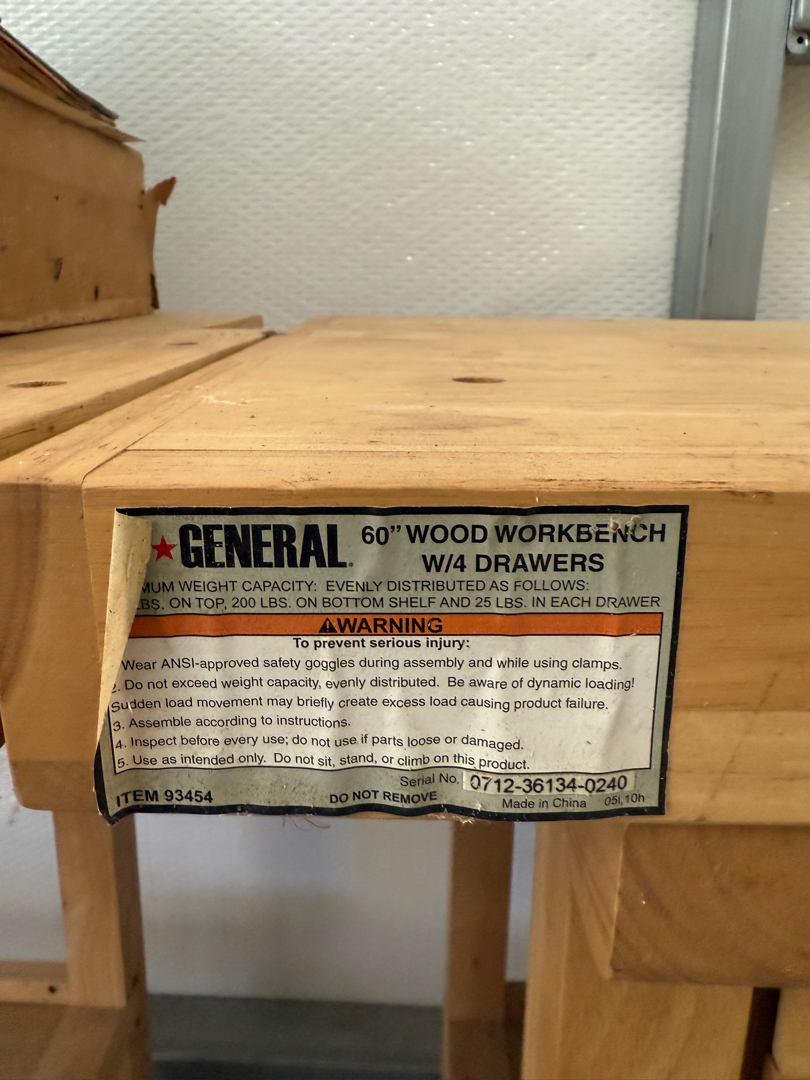 GENERAL. 60” WOOD WORKBENCH
W/4 DRAWERS
WEIGHT CAPACITY: EVENLY DISTRIBUTED AS FOLLOWS:
ON TOP, 200 LBS. ON BOTTOM SHELF AND 25 LBS. IN EACH DRAWER
⚠WARNING
To prevent serious injury:
Wear ANSI-approved safety goggles during assembly and while using clamps.
2. Do not exceed weight capacity, evenly distributed. Be aware of dynamic loading!
Sudden load movement may briefly create excess load causing product failure.
3. Assemble according to instructions.
4. Inspect before every use; do not use if parts loose or damaged.
5. Use as intended only. Do not sit, stand, or climb on this product.
Serial No. 0712-36134-0240
ITEM 93454 DO NOT REMOVE Made in China 05l, 10h